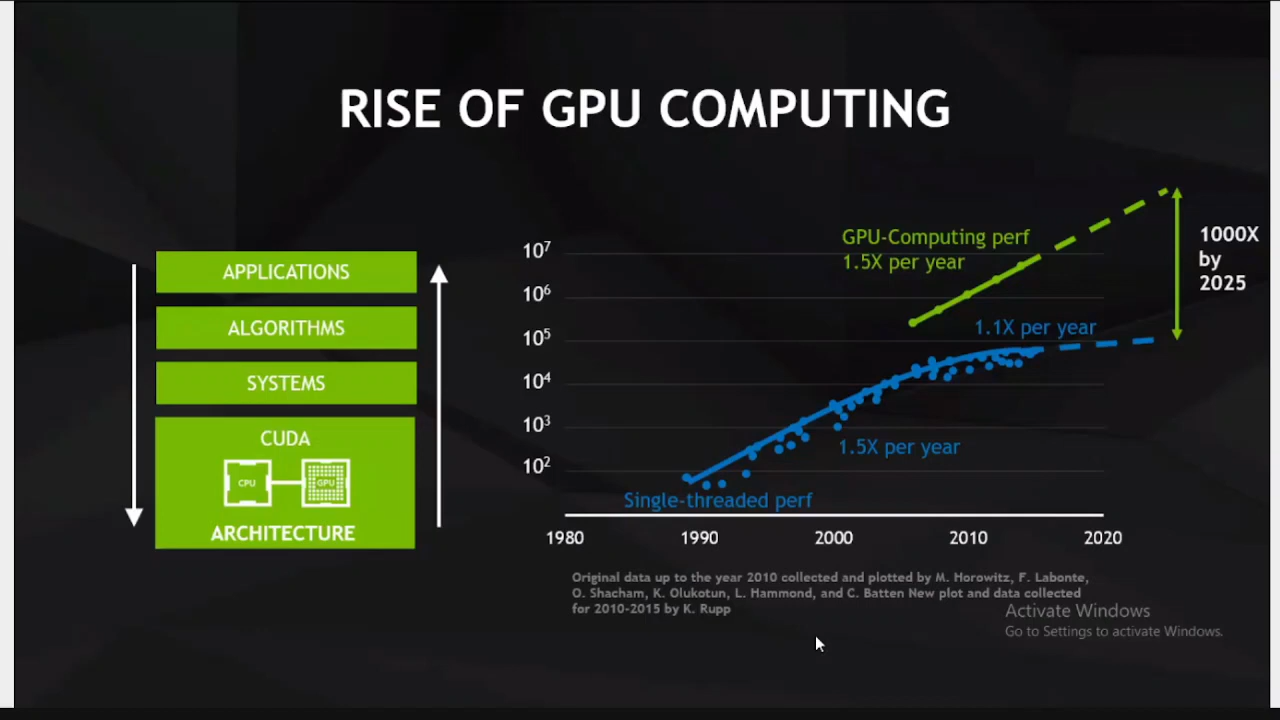 RISE OF GPU COMPUTING
APPLICATIONS
ALGORITHMS
SYSTEMS
CUDA
CPU
GPU
ARCHITECTURE
10⁷
10⁶
10⁵
10⁴
10³
10²
GPU-Computing perf
1.5X per year
1000X
by
2025
1.1X per year
1.5X per year
Single-threaded perf
1980
1990
2000
2010
2020
Original data up to the year 2010 collected and plotted by M. Horowitz, F. Labonte,
O. Shacham, K. Olukotun, L. Hammond, and C. Batten New plot and data collected
for 2010-2015 by K. Rupp
Activate Windows
Go to Settings to activate Windows.